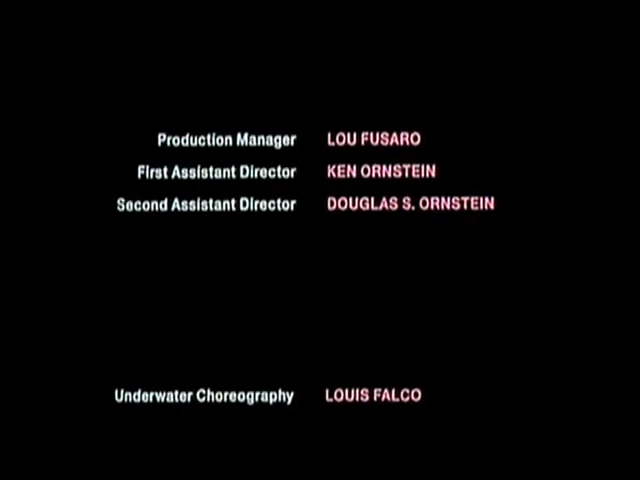 Production Manager LOU FUSARO
First Assistant Director KEN ORNSTEIN
Second Assistant Director DOUGLAS S. ORNSTEIN
Underwater Choreography LOUIS FALCO